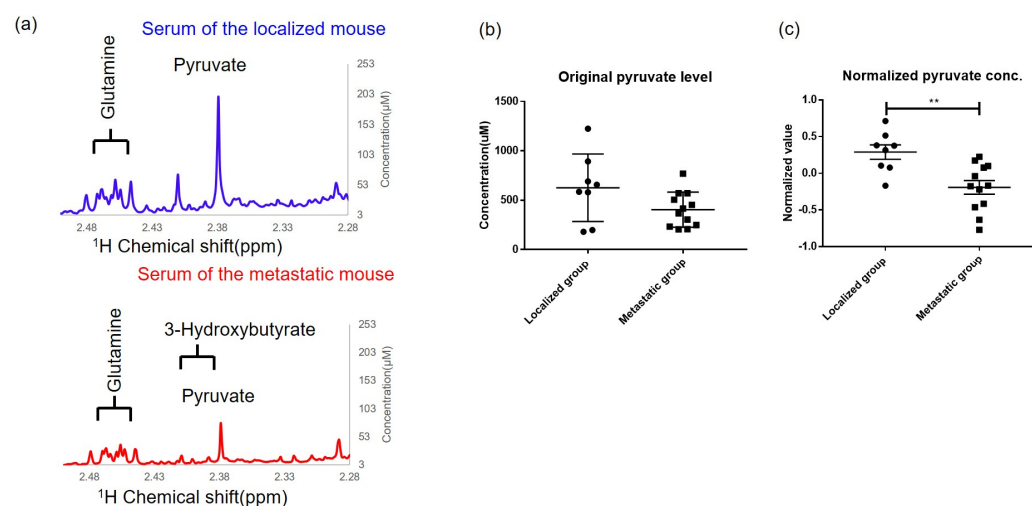 (a)
Serum of the localized mouse
Glutamine
Pyruvate
253
203
153
103
53
3
Concentration(μM)
2.48 2.43 2.38 2.33 2.28
¹H Chemical shift(ppm)
Serum of the metastatic mouse
Glutamine
3-Hydroxybutyrate
Pyruvate
253
203
153
103
53
3
Concentration(μM)
2.48 2.43 2.38 2.33 2.28
¹H Chemical shift(ppm)
(b)
Original pyruvate level
Concentration(uM)
1500
1000
500
0
Localized group
Metastatic group
(c)
Normalized pyruvate conc.
Normalized value
1.0
0.5
0.0
-0.5
-1.0
**
Localized group
Metastatic group